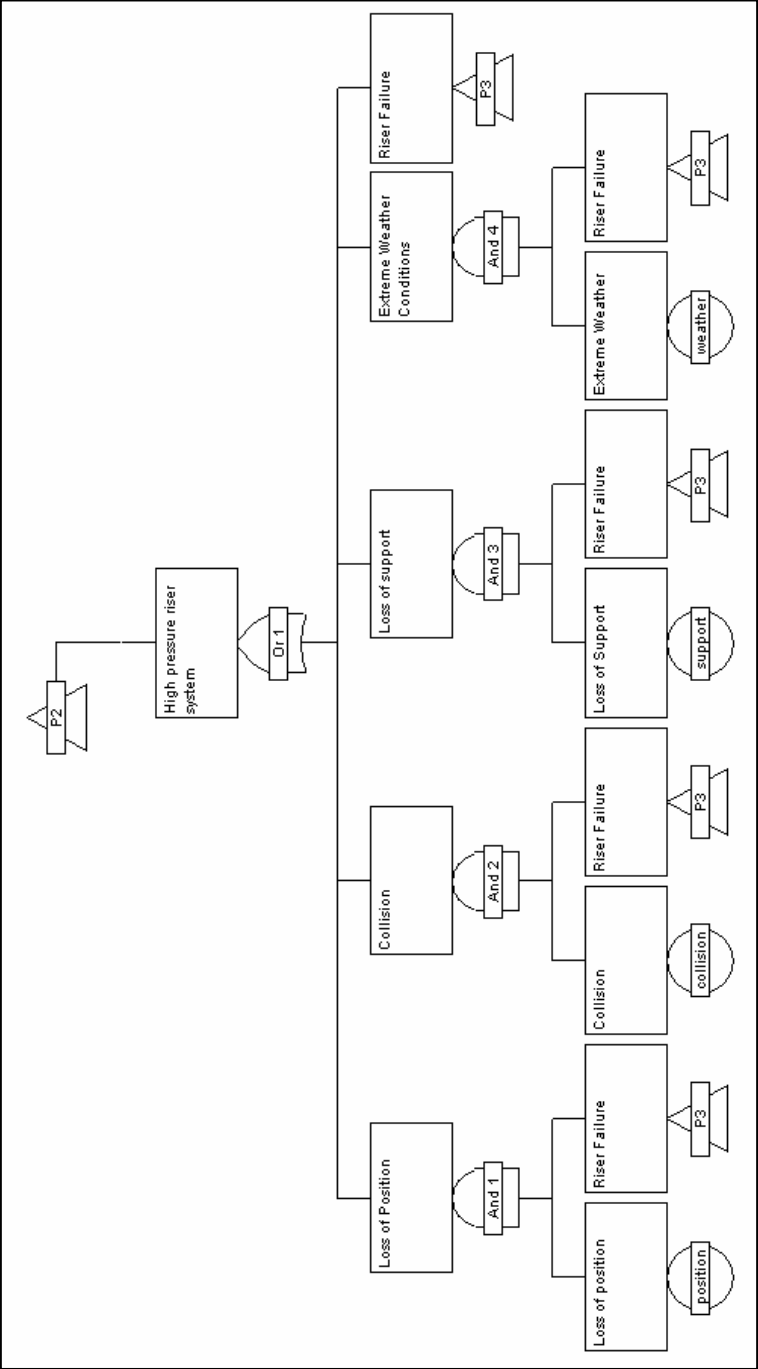 P2
High pressure riser
system
Or 1
Loss of Position
And 1
Collision
And 2
Loss of support
And 3
Extreme Weather
Conditions
And 4
Riser Failure
P3
Loss of position
position
Riser Failure
P3
Collision
collision
Riser Failure
P3
Loss of Support
support
Riser Failure
P3
Extreme Weather
weather
Riser Failure
P3